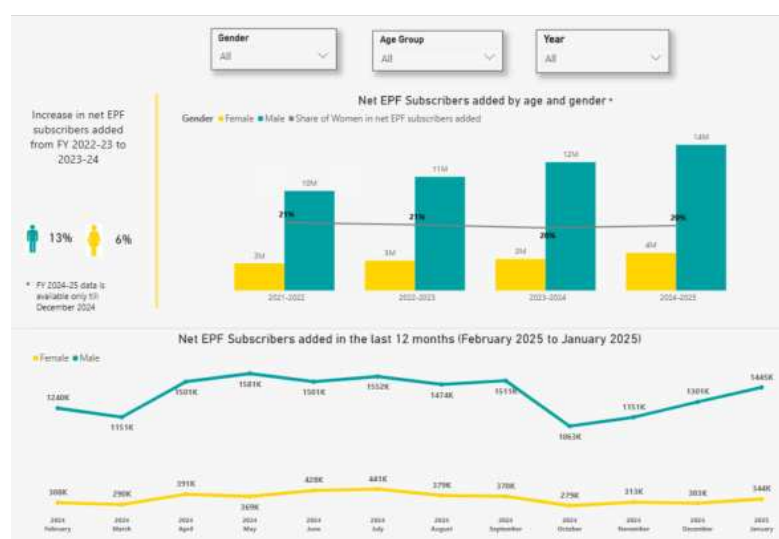 Gender
All
Age Group
All
Year
All
Increase in net EPF
subscribers added
from FY 2022-23 to
2023-24
13%
6%
* FY 2024-25 data is
available only till
December 2024
Net EPF Subscribers added by age and gender *
Gender Female Male Share of Women in net EPF subscribers added
10M
11M
12M
14M
21%
21%
20%
20%
3M
3M
4M
2021-2022
2022-2023
2023-2024
2024-2025
Net EPF Subscribers added in the last 12 months (February 2025 to January 2025)
Female Male
1240K
1151K
1501K
1581K
1501K
1552K
1474K
1511K
1063K
1151K
1301K
1445K
308K
290K
391K
369K
428K
441K
379K
370K
279K
313K
303K
344K
2024 2024 2024 2024 2024 2024 2024 2024 2024 2024 2024 2025
February March April May June July August September October November December January